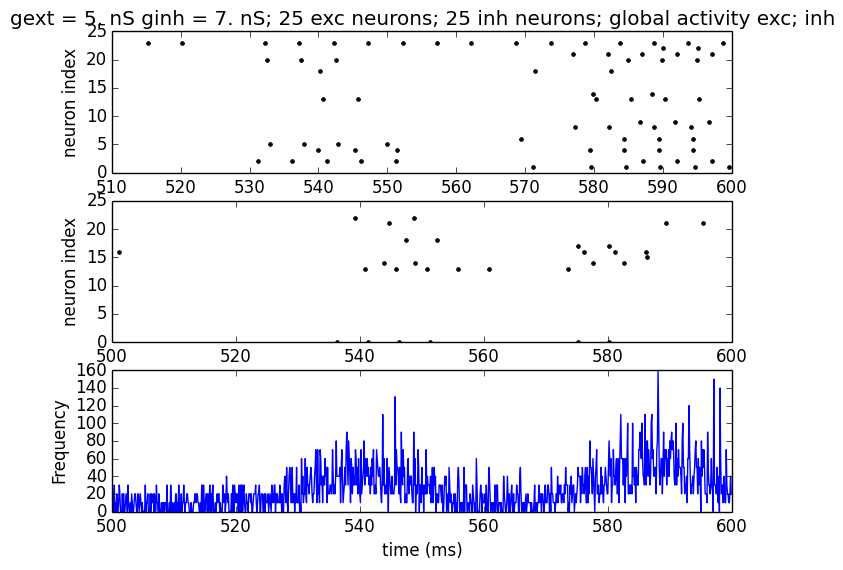 gext = 5. nS ginh = 7. nS; 25 exc neurons; 25 inh neurons; global activity exc; inh
25
20
15
10
5
0
neuron index
510 520 530 540 550 560 570 580 590 600
25
20
15
10
5
0
neuron index
500 520 540 560 580 600
160
140
120
100
80
60
40
20
0
Frequency
500 520 540 560 580 600
time (ms)